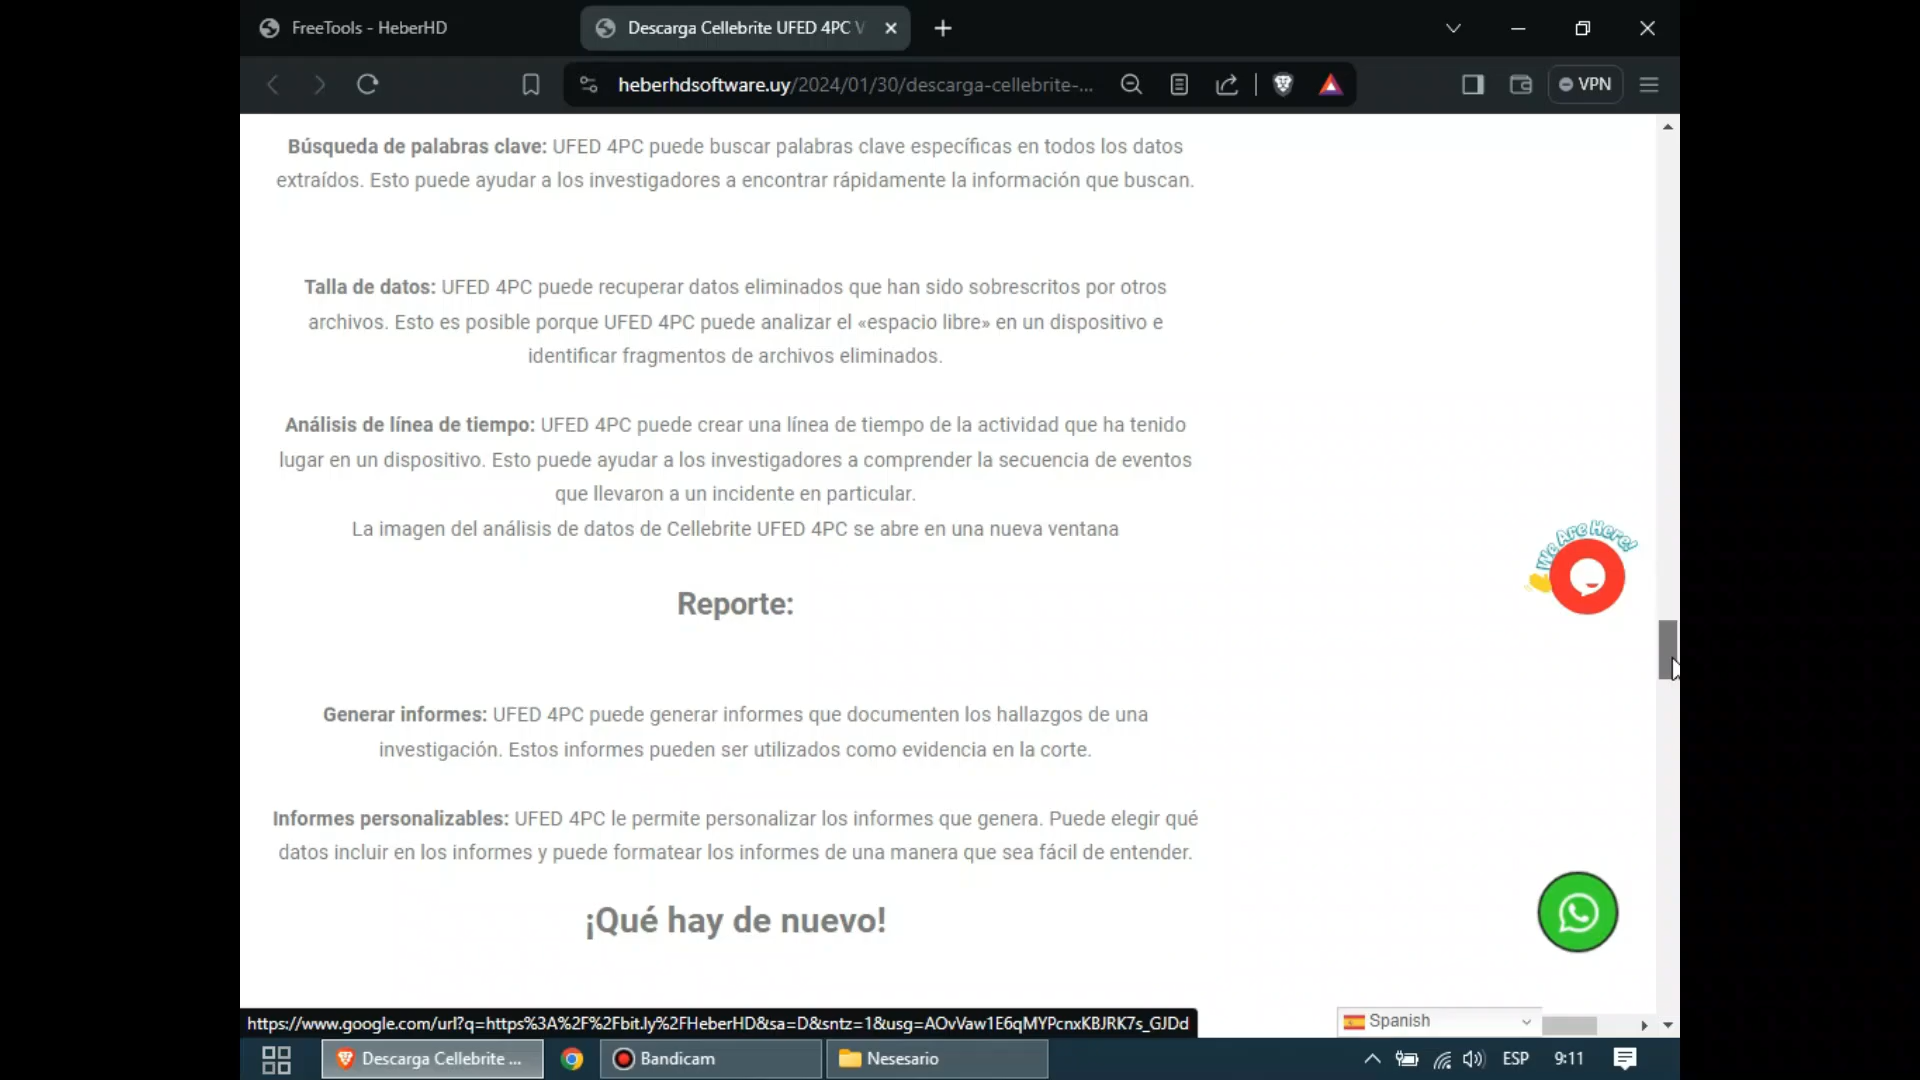 FreeTools - HeberHD
Descarga Cellebrite UFED 4PC V
heberhdsoftware.uy/2024/01/30/descarga-cellebrite-...
VPN
Búsqueda de palabras clave: UFED 4PC puede buscar palabras clave específicas en todos los datos
extraídos. Esto puede ayudar a los investigadores a encontrar rápidamente la información que buscan.
Talla de datos: UFED 4PC puede recuperar datos eliminados que han sido sobrescritos por otros
archivos. Esto es posible porque UFED 4PC puede analizar el «espacio libre» en un dispositivo e
identificar fragmentos de archivos eliminados.
Análisis de línea de tiempo: UFED 4PC puede crear una línea de tiempo de la actividad que ha tenido
lugar en un dispositivo. Esto puede ayudar a los investigadores a comprender la secuencia de eventos
que llevaron a un incidente en particular.
La imagen del análisis de datos de Cellebrite UFED 4PC se abre en una nueva ventana
We Are Here!
Reporte:
Generar informes: UFED 4PC puede generar informes que documenten los hallazgos de una
investigación. Estos informes pueden ser utilizados como evidencia en la corte.
Informes personalizables: UFED 4PC le permite personalizar los informes que genera. Puede elegir qué
datos incluir en los informes y puede formatear los informes de una manera que sea fácil de entender.
¡Qué hay de nuevo!
https://www.google.com/url?q=https%3A%2F%2Fbit.ly%2FHeberHD&sa=D&sntz=1&usg=AOvVaw1E6qMYPcnxKBJRK7s_GJDd
Spanish
Descarga Cellebrite ...
Bandicam
Nesesario
ESP
9:11